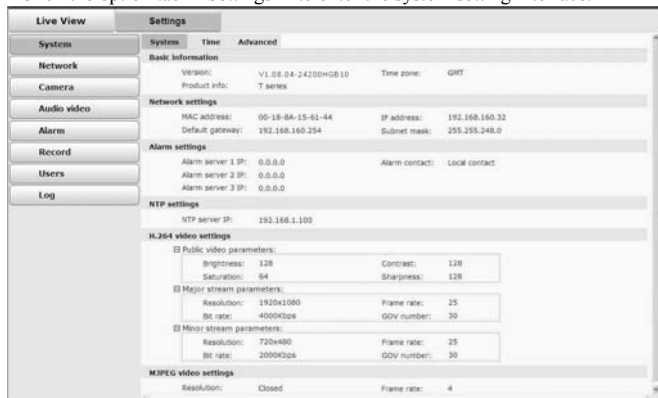 Live View Settings
System
Network
Camera
Audio video
Alarm
Record
Users
Log
System Time Advanced
Basic information
Version: V1.08.04-24200HGB10 Time zone: GMT
Product info: T series
Network settings
MAC address: 00-18-8A-15-61-44 IP address: 192.168.160.32
Default gateway: 192.168.160.254 Subnet mask: 255.255.248.0
Alarm settings
Alarm server 1 IP: 0.0.0.0 Alarm contact: Local contact
Alarm server 2 IP: 0.0.0.0
Alarm server 3 IP: 0.0.0.0
NTP settings
NTP server IP: 192.168.1.100
H.264 video settings
Public video parameters:
Brightness: 128 Contrast: 128
Saturation: 64 Sharpness: 128
Major stream parameters:
Resolution: 1920x1080 Frame rate: 25
Bit rate: 4000Kbps GOV number: 30
Minor stream parameters:
Resolution: 720x480 Frame rate: 25
Bit rate: 2000Kbps GOV number: 30
MJPEG video settings
Resolution: Closed Frame rate: 4